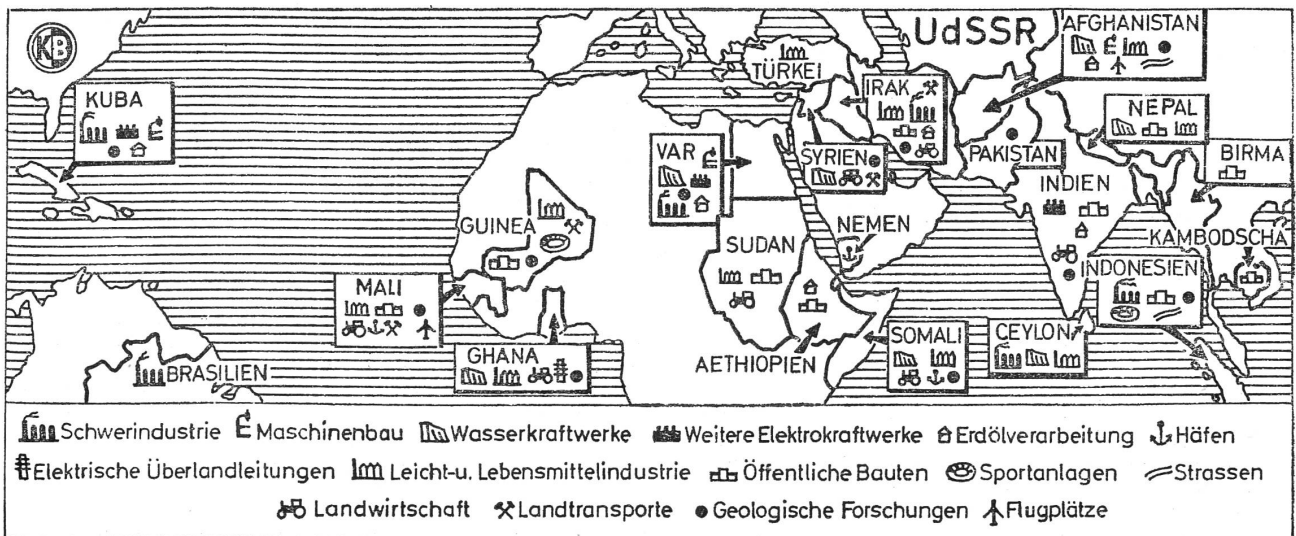 KB
UdSSR
AFGHANISTAN
TÜRKEI
IRAK
KUBA
NEPAL
VAR
SYRIEN
PAKISTAN
BIRMA
INDIEN
GUINEA
NEMEN
SUDAN
KAMBODSCHA
INDONESIEN
MALI
GHANA
SOMALI
CEYLON
AETHIOPIEN
BRASILIEN
Schwerindustrie Maschinenbau Wasserkraftwerke Weitere Elektrokraftwerke Erdölverarbeitung Häfen
Elektrische Überlandleitungen Leicht-u. Lebensmittelindustrie Öffentliche Bauten Sportanlagen Strassen
Landwirtschaft Landtransporte Geologische Forschungen Flugplätze